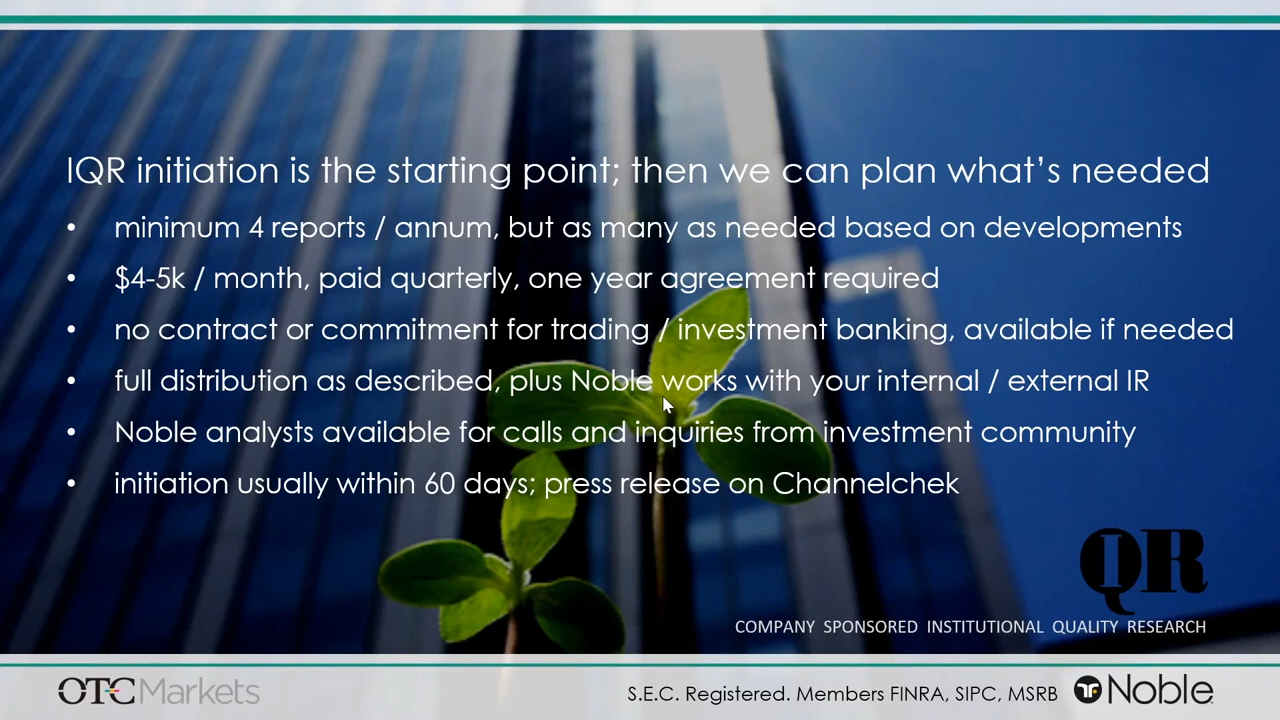 IQR initiation is the starting point; then we can plan what’s needed
• minimum 4 reports / annum, but as many as needed based on developments
• $4-5k / month, paid quarterly, one year agreement required
• no contract or commitment for trading / investment banking, available if needed
• full distribution as described, plus Noble works with your internal / external IR
• Noble analysts available for calls and inquiries from investment community
• initiation usually within 60 days; press release on Channelchek
IQR
COMPANY SPONSORED INSTITUTIONAL QUALITY RESEARCH
OTC Markets
S.E.C. Registered. Members FINRA, SIPC, MSRB
Noble